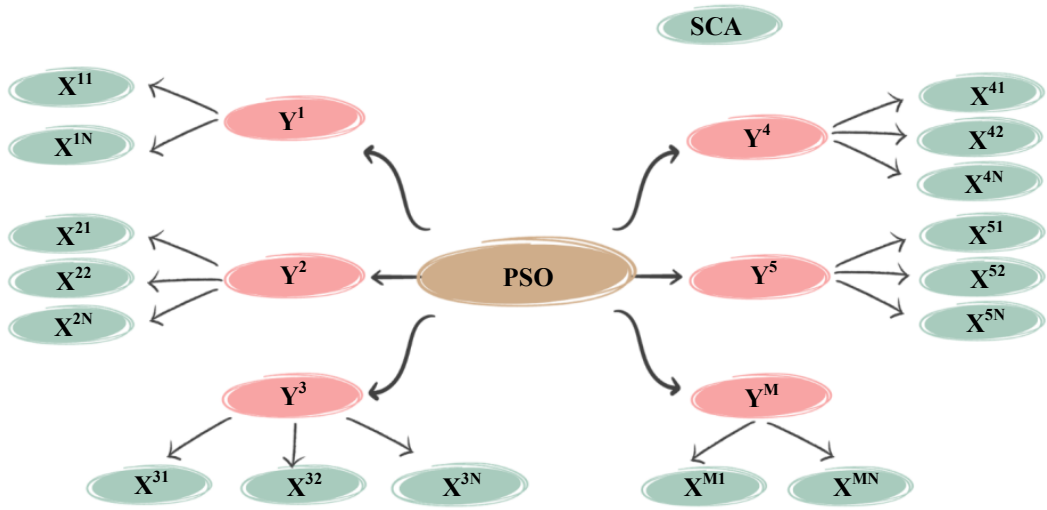 SCA
X¹¹
X¹ᴺ
Y¹
Y⁴
X⁴¹
X⁴²
X⁴ᴺ
X²¹
X²²
X²ᴺ
Y²
PSO
Y⁵
X⁵¹
X⁵²
X⁵ᴺ
Y³
Yᴹ
X³¹
X³²
X³ᴺ
Xᴹ¹
Xᴹᴺ